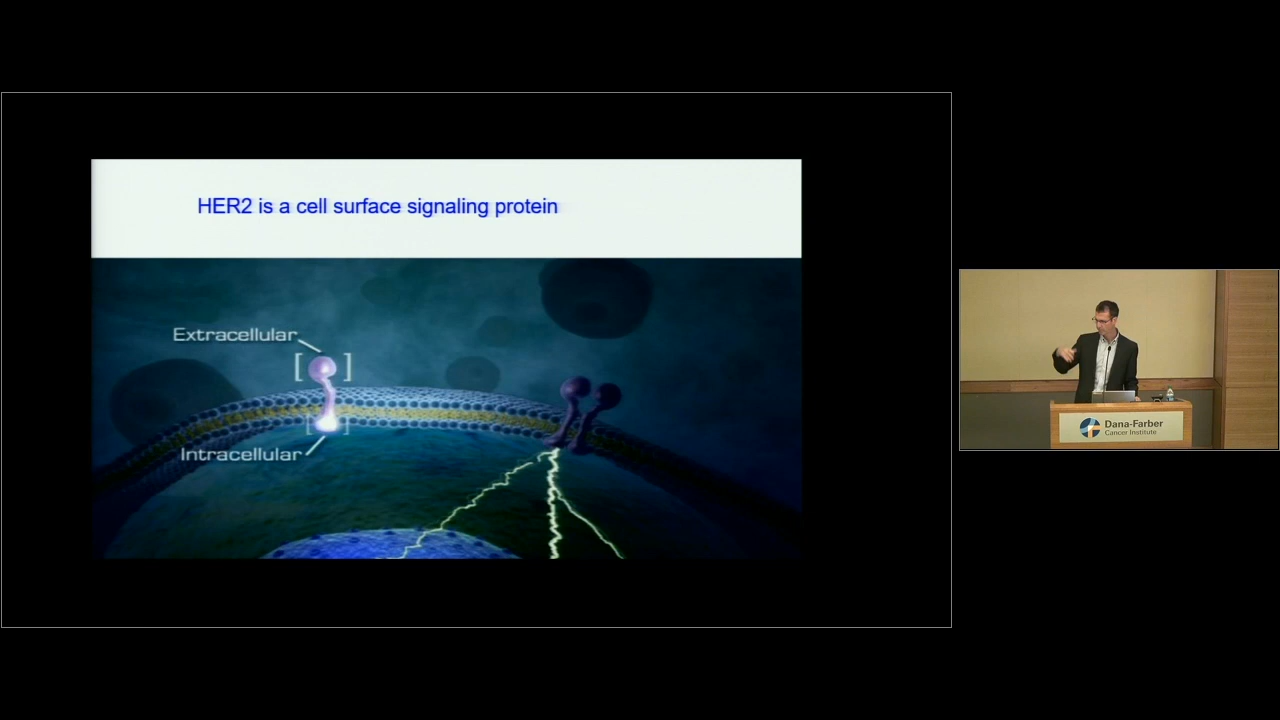 HER2 is a cell surface signaling protein
Extracellular
[ ]
[ ]
Intracellular
Dana-Farber
Cancer Institute